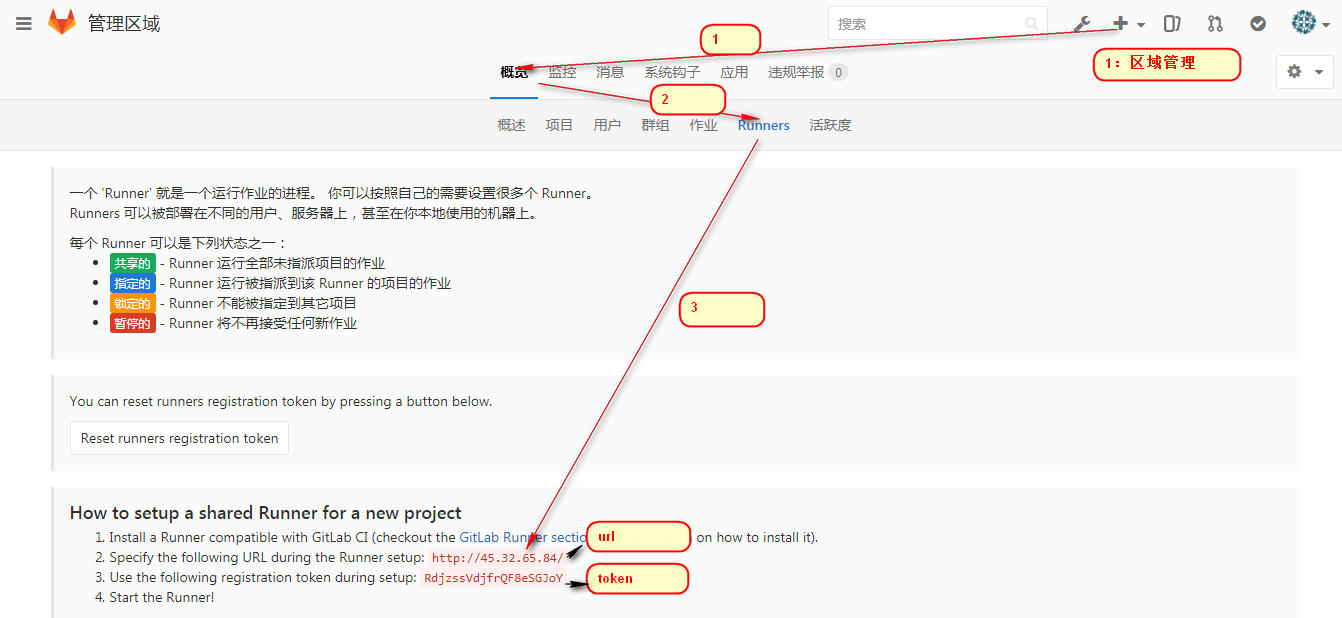 管理区域
搜索
1
1：区域管理
概览 监控 消息 系统钩子 应用 违规举报 0
2
概述 项目 用户 群组 作业 Runners 活跃度
一个 'Runner' 就是一个运行作业的进程。 你可以按照自己的需要设置很多个 Runner。
Runners 可以被部署在不同的用户、服务器上，甚至在你本地使用的机器上。
每个 Runner 可以是下列状态之一：
共享的 - Runner 运行全部未指派项目的作业
指定的 - Runner 运行被指派到该 Runner 的项目的作业
锁定的 - Runner 不能被指定到其它项目
暂停的 - Runner 将不再接受任何新作业
3
You can reset runners registration token by pressing a button below.
Reset runners registration token
How to setup a shared Runner for a new project
1. Install a Runner compatible with GitLab CI (checkout the GitLab Runner sectio url on how to install it).
2. Specify the following URL during the Runner setup: http://45.32.65.84/
3. Use the following registration token during setup: RdjzssVdjfrQF8eSGJoY token
4. Start the Runner!